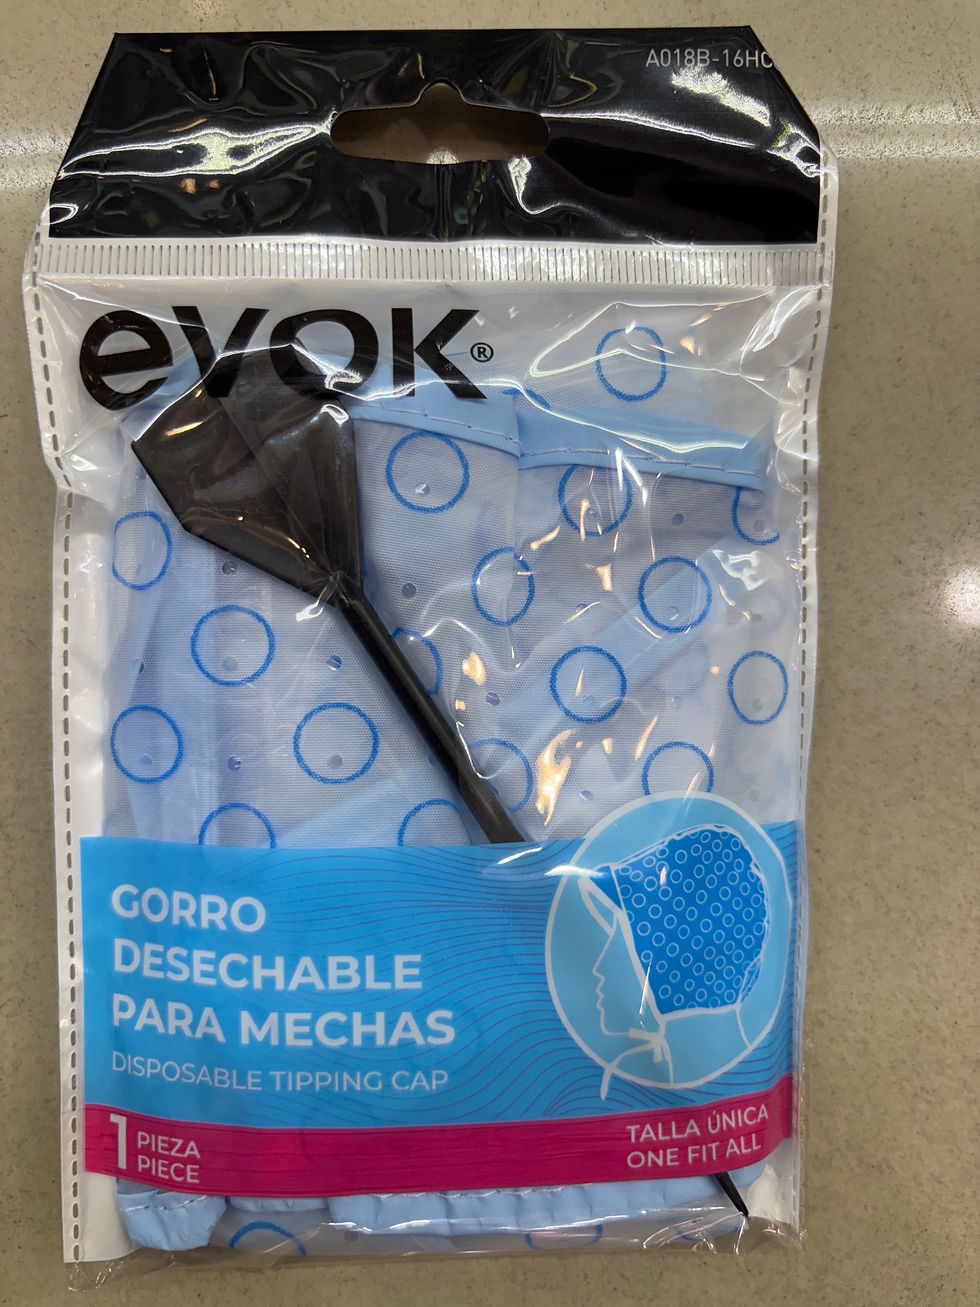 A018B-16HC
evok®
GORRO
DESECHABLE
PARA MECHAS
DISPOSABLE TIPPING CAP
1 PIEZA
PIECE
TALLA ÚNICA
ONE FIT ALL